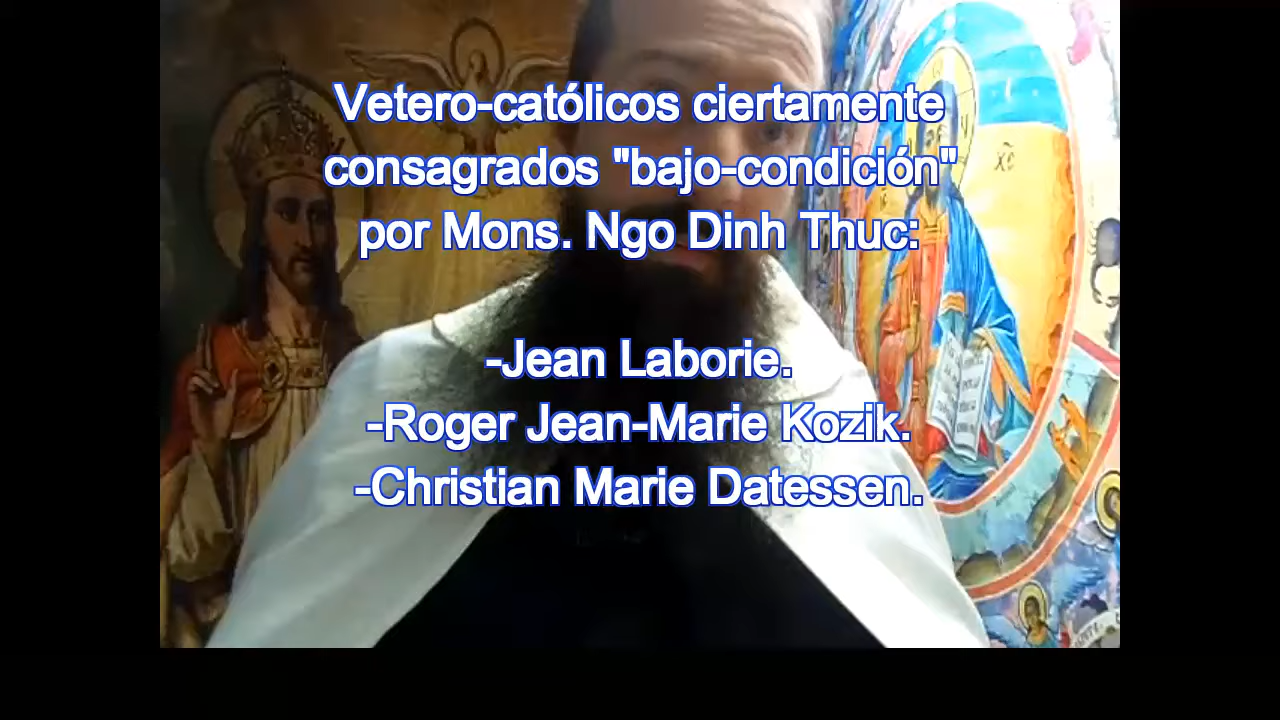 Vetero-católicos ciertamente
consagrados "bajo-condición"
por Mons. Ngo Dinh Thuc:
-Jean Laborie.
-Roger Jean-Marie Kozik.
-Christian Marie Datessen.